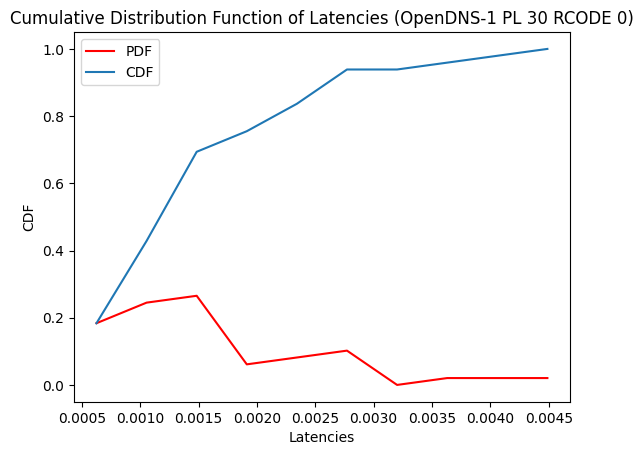 Cumulative Distribution Function of Latencies (OpenDNS-1 PL 30 RCODE 0)
PDF
CDF
1.0
0.8
0.6
0.4
0.2
0.0
CDF
0.0005 0.0010 0.0015 0.0020 0.0025 0.0030 0.0035 0.0040 0.0045
Latencies